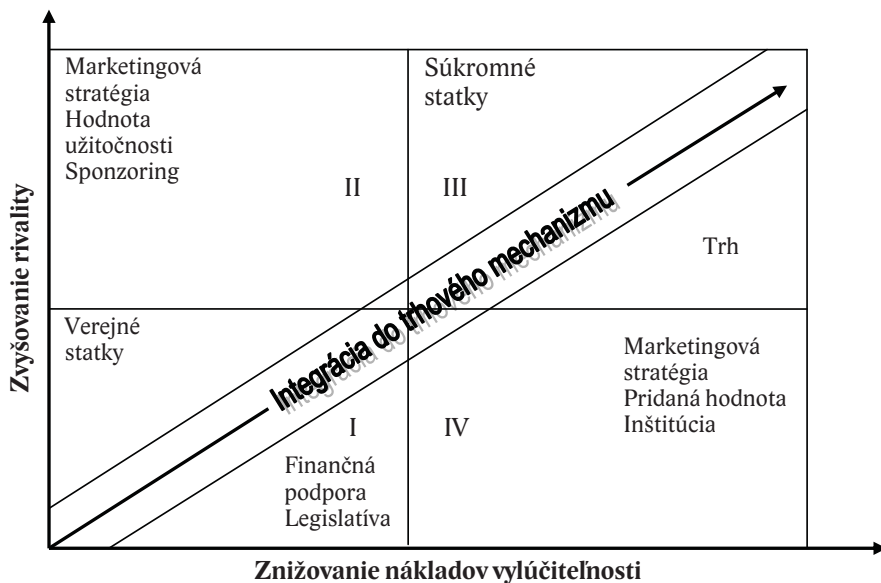 Marketingová
stratégia
Hodnota
užitočnosti
Sponzoring
II
Súkromné
statky
III
Trh
Integrácia do trhového mechanizmu
Verejné
statky
I
Finančná
podpora
Legislatíva
IV
Marketingová
stratégia
Pridaná hodnota
Inštitúcia
Zvyšovanie rivality
Znižovanie nákladov vylúčiteľnosti